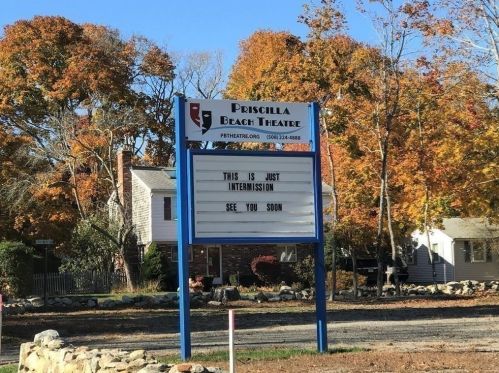 PRISCILLA
BEACH THEATRE
PBTHEATRE.ORG (508) 224-4888
THIS IS JUST
INTERMISSION
SEE YOU SOON